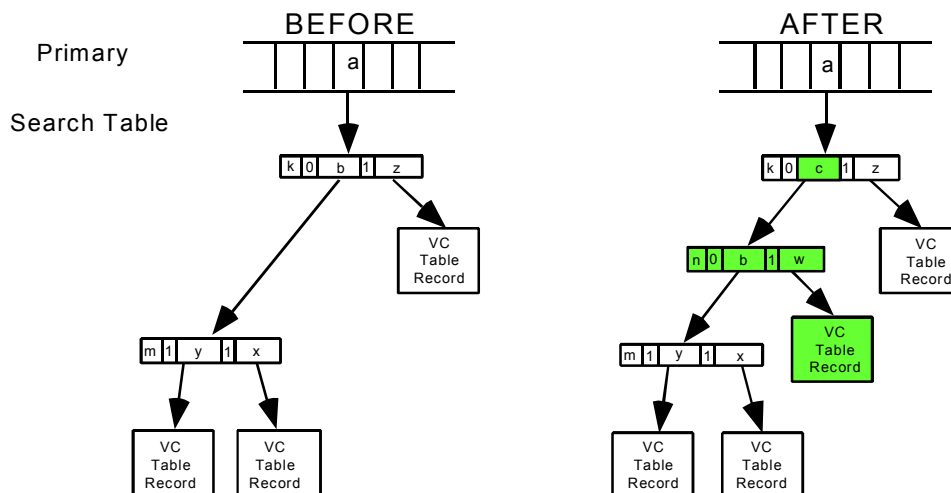 BEFORE
AFTER
Primary
a
a
Search Table
k 0 b 1 z
k 0 c 1 z
VC
Table
Record
VC
Table
Record
n 0 b 1 w
m 1 y 1 x
VC
Table
Record
m 1 y 1 x
VC
Table
Record
VC
Table
Record
VC
Table
Record
VC
Table
Record